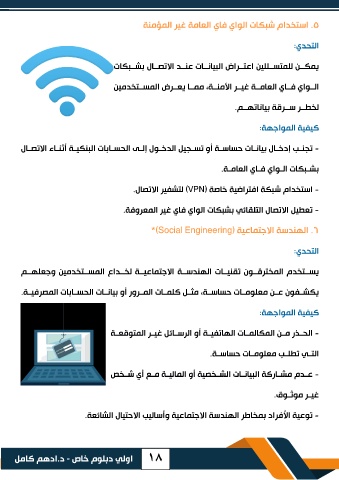 ٥. استخدام شبكات الواي فاي العامة غير المؤمنة
التحدي:
يمكن للمتسللين اعتراض البيانات عند الاتصال بشبكات
الواي فاي العامة غير الآمنة، مما يعرض المستخدمين
لخطر سرقة بياناتهم.
كيفية المواجهة:
- تجنب إدخال بيانات حساسة أو تسجيل الدخول إلى الحسابات البنكية أثناء الاتصال
بشبكات الواي فاي العامة.
- استخدام شبكة افتراضية خاصة (VPN) لتشفير الاتصال.
- تعطيل الاتصال التلقائي بشبكات الواي فاي غير المعروفة.
٦. الهندسة الاجتماعية (Social Engineering)*
التحدي:
يستخدم المخترقون تقنيات الهندسة الاجتماعية لخداع المستخدمين وجعلهم
يكشفون عن معلومات حساسة، مثل كلمات المرور أو بيانات الحسابات المصرفية.
كيفية المواجهة:
- الحذر من المكالمات الهاتفية أو الرسائل غير المتوقعة
التي تطلب معلومات حساسة.
- عدم مشاركة البيانات الشخصية أو المالية مع أي شخص
غير موثوق.
- توعية الأفراد بمخاطر الهندسة الاجتماعية وأساليب الاحتيال الشائعة.
١٨ اولي دبلوم خاص - د.ادهم كامل